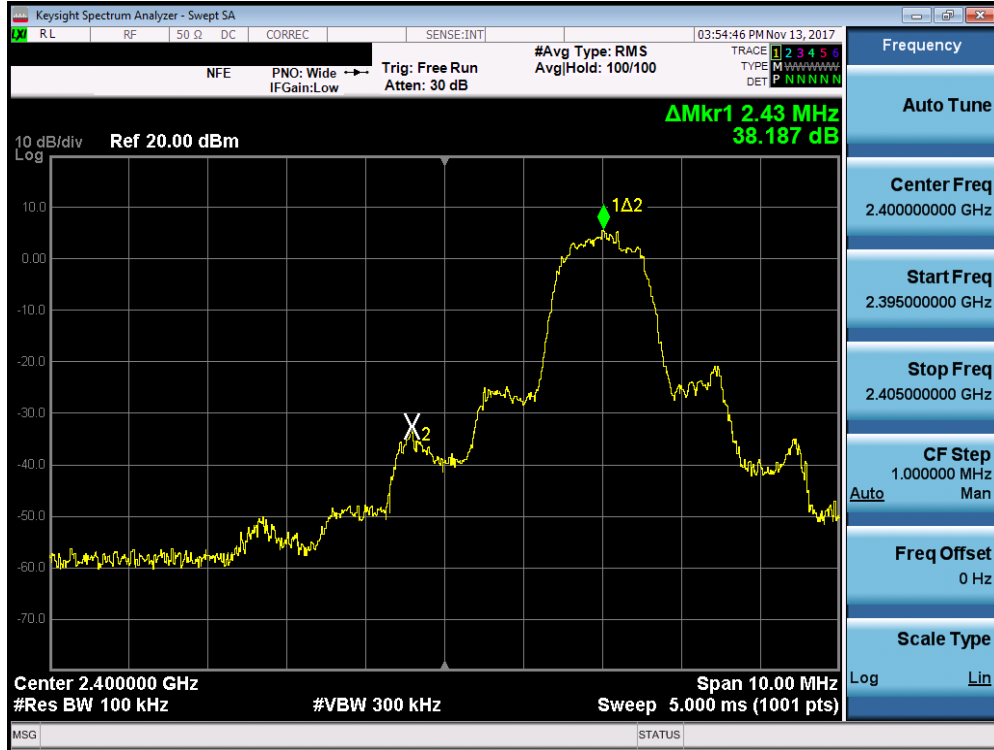 Keysight Spectrum Analyzer - Swept SA
LXI RL RF 50 Ω DC CORREC SENSE:INT 03:54:46 PM Nov 13, 2017
NFE PNO: Wide Trig: Free Run #Avg Type: RMS TRACE 1 2 3 4 5 6
IFGain:Low Atten: 30 dB Avg|Hold: 100/100 TYPE M WWWWW
DET P N N N N N
ΔMkr1 2.43 MHz
38.187 dB
10 dB/div Ref 20.00 dBm
Log
10.0
0.00
-10.0
-20.0
-30.0
-40.0
-50.0
-60.0
-70.0
1Δ2
X2
Center 2.400000 GHz Span 10.00 MHz
#Res BW 100 kHz #VBW 300 kHz Sweep 5.000 ms (1001 pts)
MSG STATUS
Frequency
Auto Tune
Center Freq
2.400000000 GHz
Start Freq
2.395000000 GHz
Stop Freq
2.405000000 GHz
CF Step
1.000000 MHz
Auto Man
Freq Offset
0 Hz
Scale Type
Log Lin